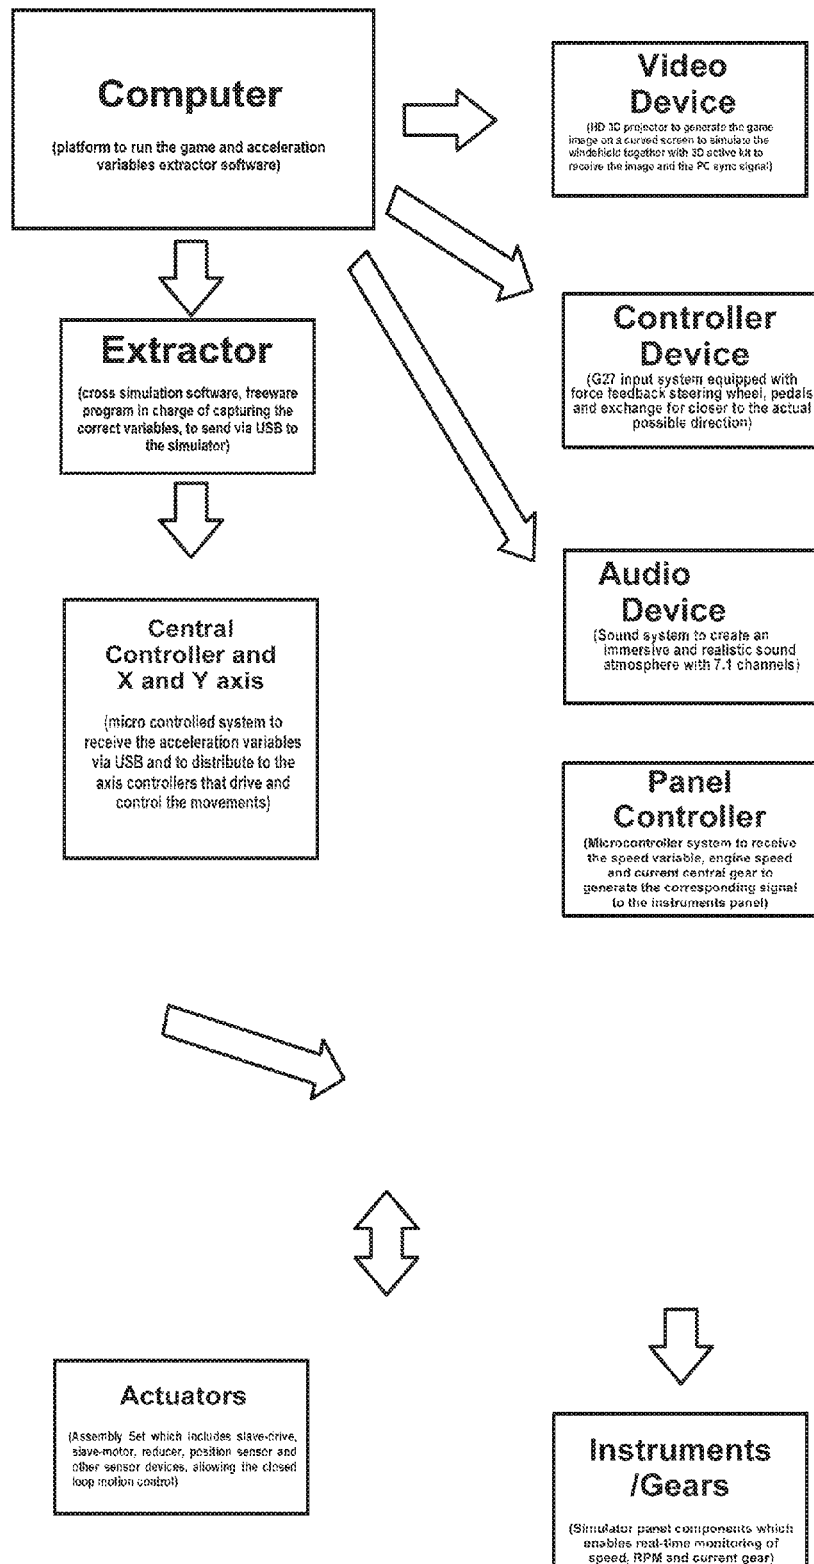 Computer
(platform to run the game and acceleration
variables extractor software)
Video
Device
(HD 3D projector to generate the game
image on a curved screen to simulate the
windshield together with 3D active kit to
receive the image and the PC sync signal)
Extractor
(cross simulation software, freeware
program in charge of capturing the
correct variables, to send via USB to
the simulator)
Controller
Device
(G27 input system equipped with
force feedback steering wheel, pedals
and exchange for closer to the actual
possible direction)
Central
Controller and
X and Y axis
(micro controlled system to
receive the acceleration variables
via USB and to distribute to the
axis controllers that drive and
control the movements)
Audio
Device
(Sound system to create an
immersive and realistic sound
atmosphere with 7.1 channels)
Panel
Controller
(Microcontroller system to receive
the speed variable, engine speed
and current central gear to
generate the corresponding signal
to the instruments panel)
Actuators
(Assembly Set which includes slave-drive,
slave-motor, reducer, position sensor and
other sensor devices, allowing the closed
loop motion control)
Instruments
/Gears
(Simulator panel components which
enables real-time monitoring of
speed, RPM and current gear)